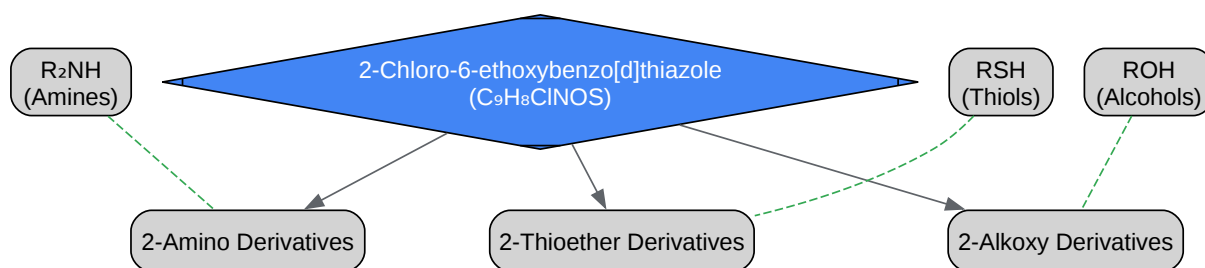 R₂NH
(Amines)
2-Chloro-6-ethoxybenzo[d]thiazole
(C₉H₈ClNOS)
RSH
(Thiols)
ROH
(Alcohols)
2-Amino Derivatives
2-Thioether Derivatives
2-Alkoxy Derivatives